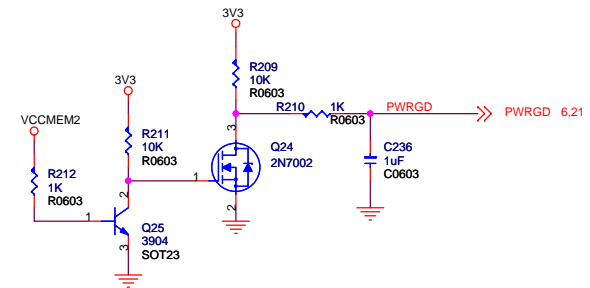 3V3
R209
10K
R0603
3V3
R210
1K
R0603
PWRGD
PWRGD 6,21
VCCMEM2
R211
10K
R0603
3
Q24
2N7002
C236
1uF
C0603
R212
1K
R0603
2
1
2
1
Q25
3904
SOT23
3